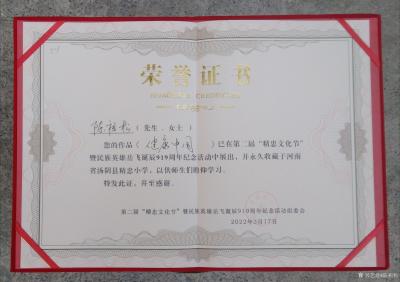 荣誉证书
（先生、女士）
您的作品（健康中国）已在第二届“精忠文化节”
暨民族英雄岳飞诞辰919周年纪念活动中展出，并永久收藏于河南
省汤阴县精忠小学，以供师生们瞻仰学习。
特发此证，并至感谢。
第二届“精忠文化节”暨民族英雄岳飞诞辰919周年纪念活动组委会
2022年3月17日